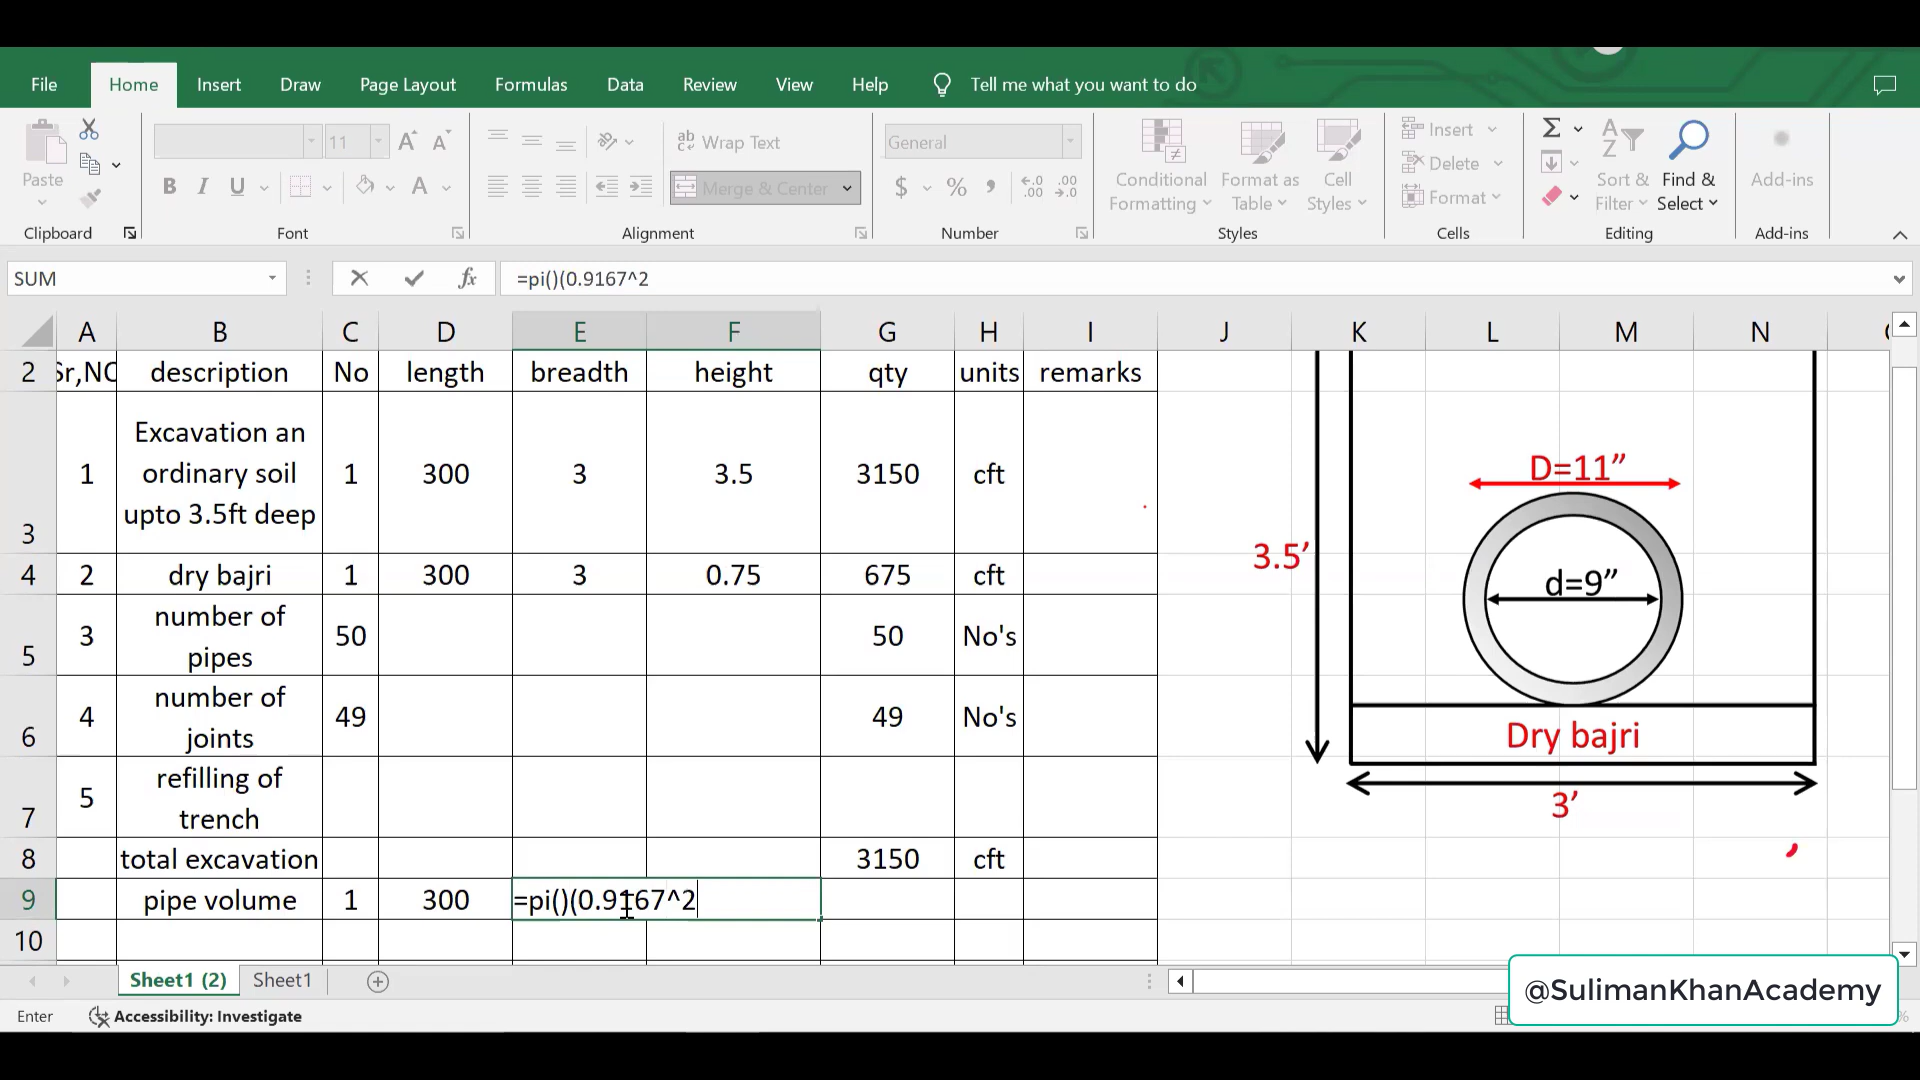 File Home Insert Draw Page Layout Formulas Data Review View Help Tell me what you want to do
Paste
Clipboard
11
B I U A
Font
ab Wrap Text
Merge & Center
Alignment
General
$ % ,
Number
Conditional Formatting
Format as Table
Cell Styles
Styles
Insert
Delete
Format
Cells
Sort & Filter
Find & Select
Editing
Add-ins
Add-ins
SUM fx =pi()(0.9167^2
A B C D E F G H I J K L M N
2 Sr,NO description No length breadth height qty units remarks
3 1 Excavation an ordinary soil upto 3.5ft deep 1 300 3 3.5 3150 cft
4 2 dry bajri 1 300 3 0.75 675 cft
5 3 number of pipes 50 50 No's
6 4 number of joints 49 49 No's
7 5 refilling of trench
8 total excavation 3150 cft
9 pipe volume 1 300 =pi()(0.9167^2
10
D=11”
3.5’
d=9”
Dry bajri
3’
Sheet1 (2) Sheet1
@SulimanKhanAcademy
Enter Accessibility: Investigate